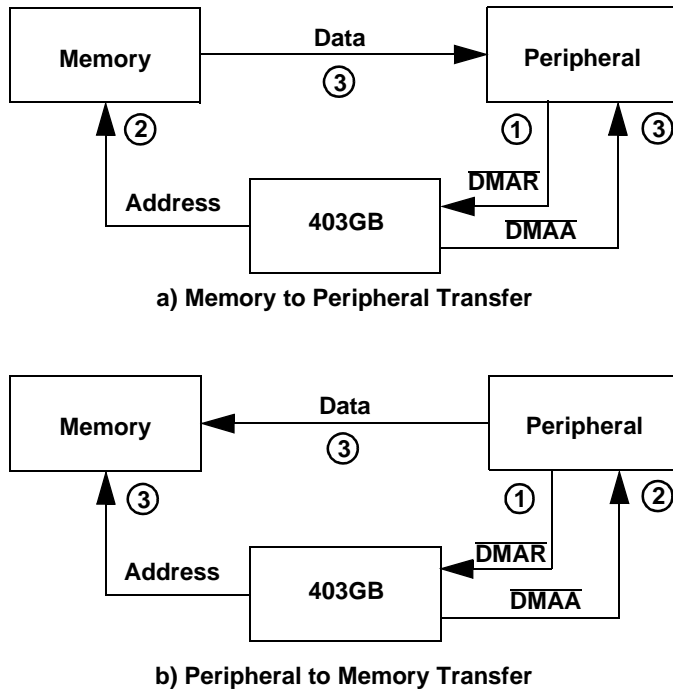 Data
Memory
Peripheral
③
②
①
③
DMAR
Address
403GB
DMAA
a) Memory to Peripheral Transfer
Data
Memory
Peripheral
③
③
①
②
DMAR
Address
403GB
DMAA
b) Peripheral to Memory Transfer